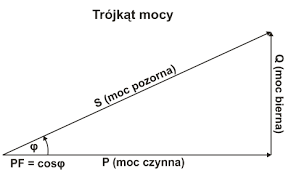 Trójkąt mocy
S (moc pozorna)
Q (moc bierna)
φ
PF = cosφ
P (moc czynna)